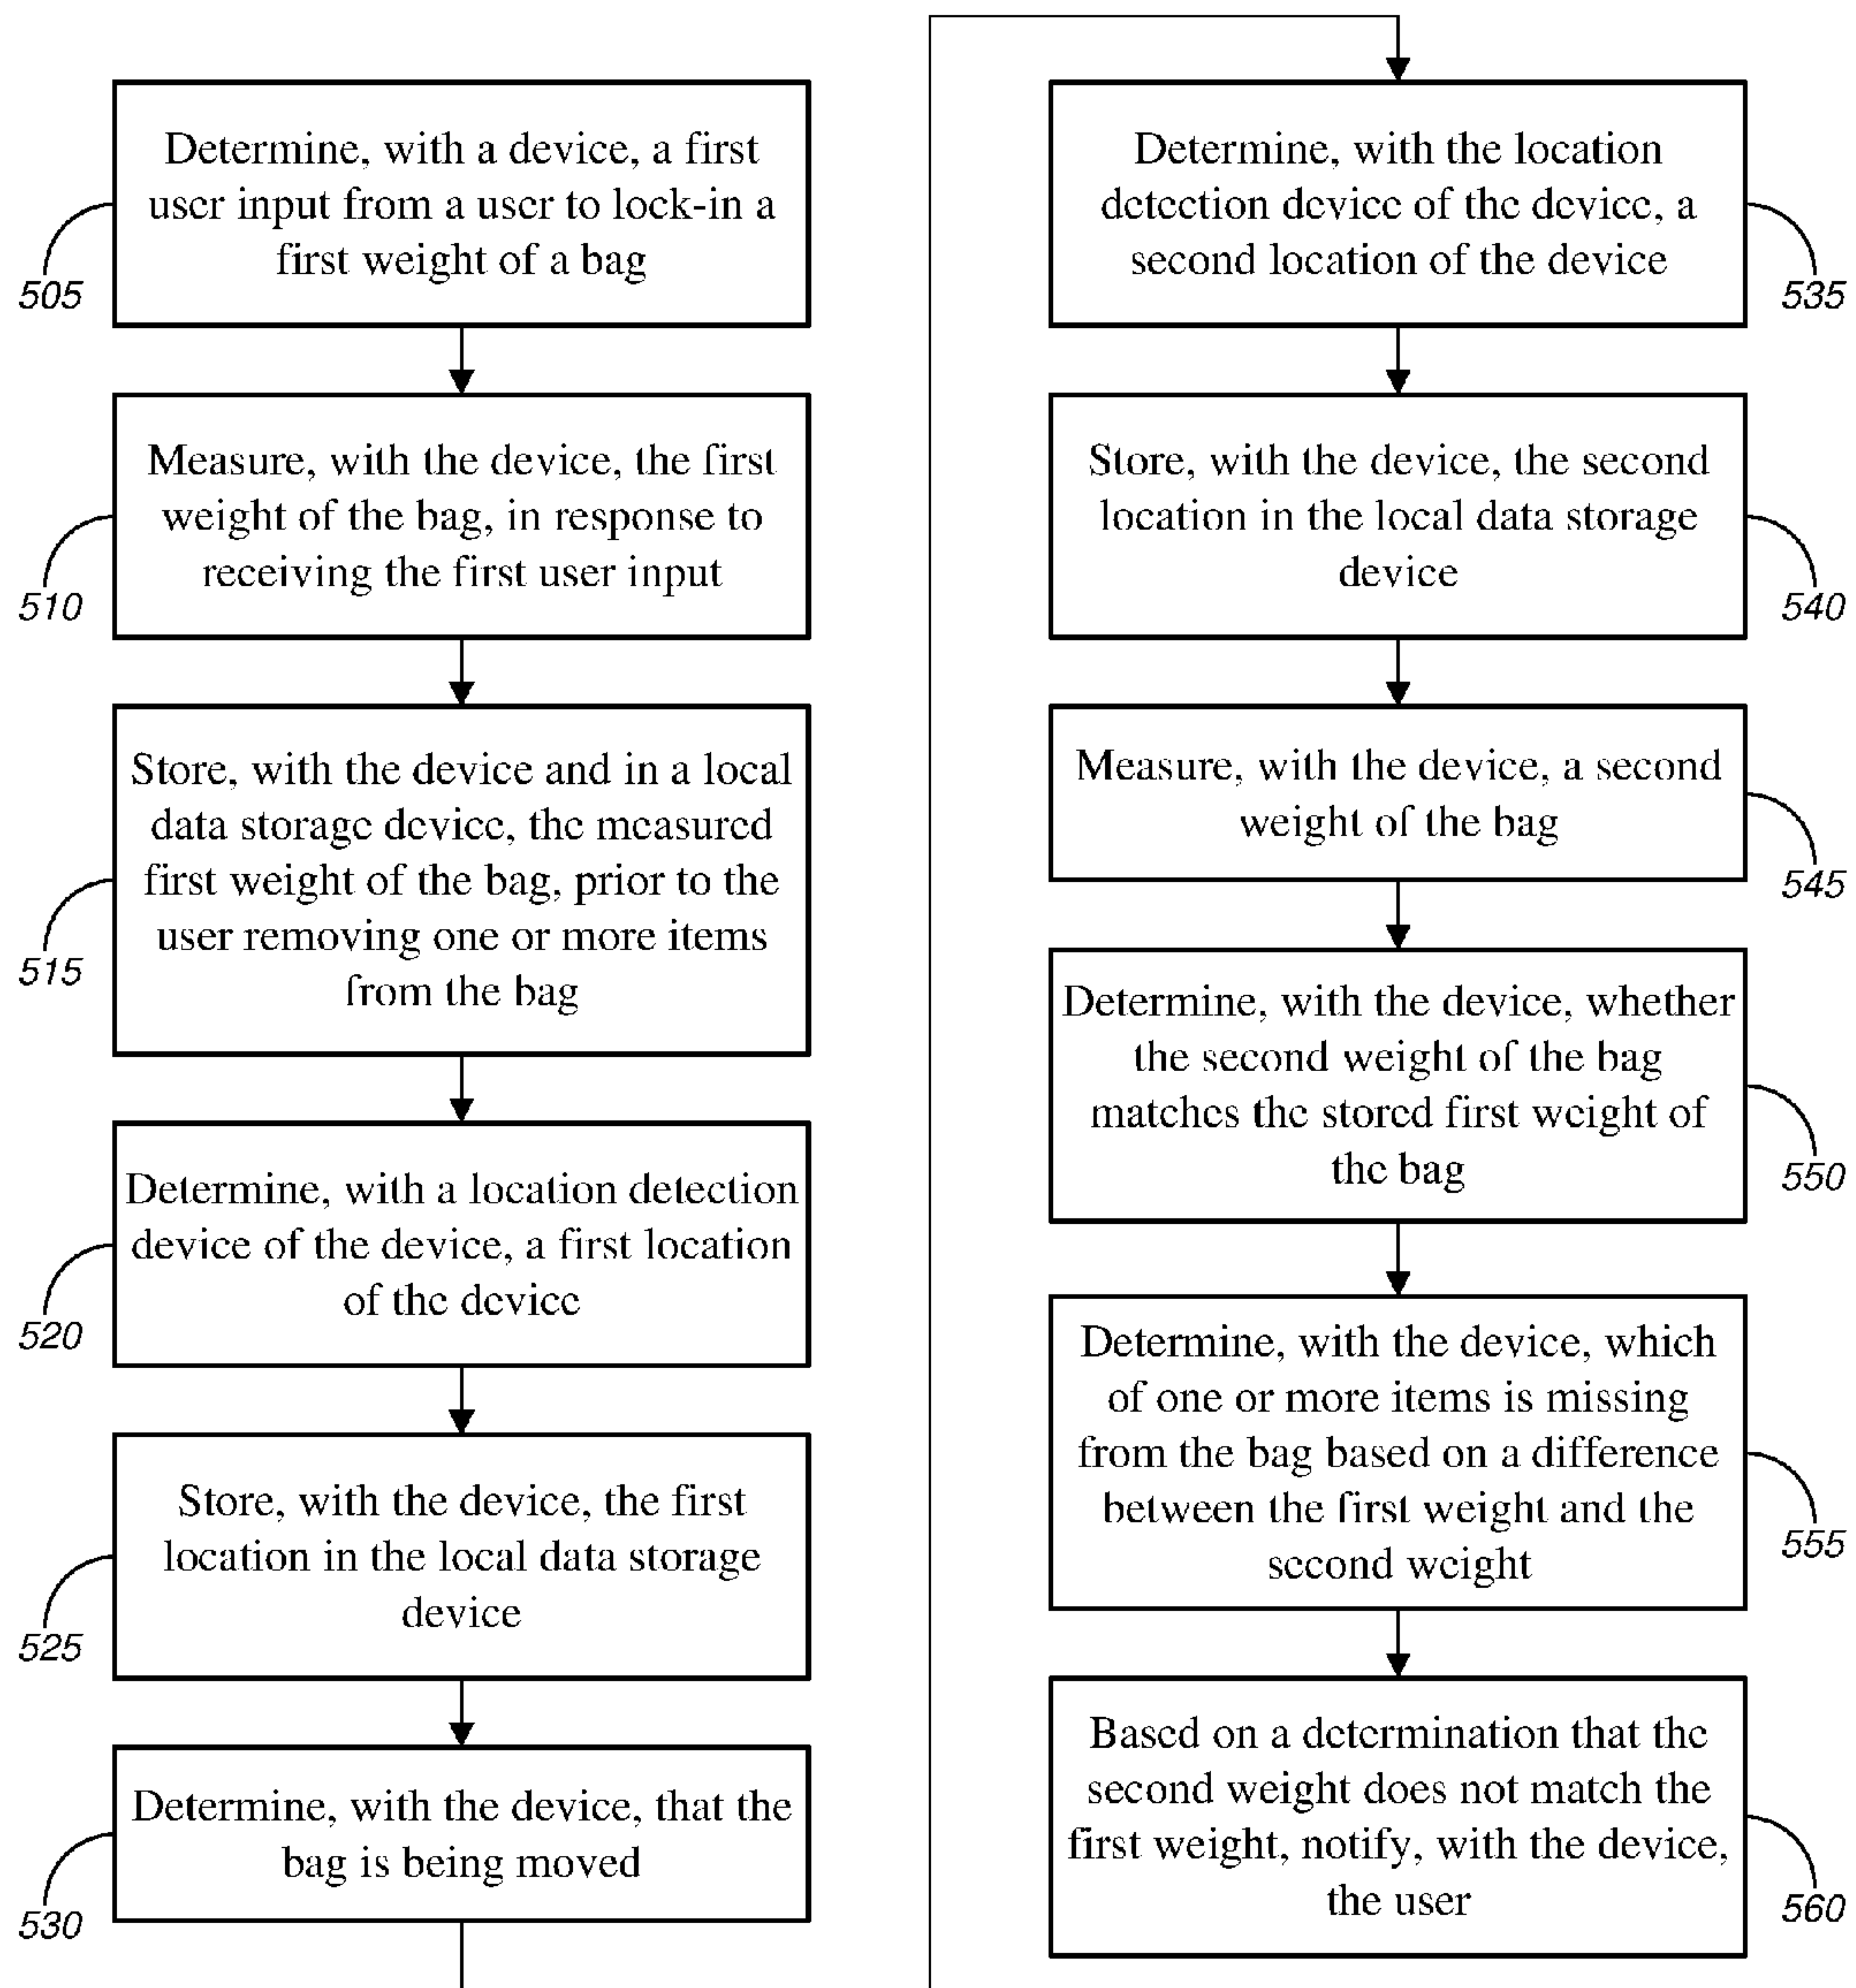 Determine, with a device, a first
user input from a user to lock-in a
first weight of a bag
505
Measure, with the device, the first
weight of the bag, in response to
receiving the first user input
510
Store, with the device and in a local
data storage device, the measured
first weight of the bag, prior to the
user removing one or more items
from the bag
515
Determine, with a location detection
device of the device, a first location
of the device
520
Store, with the device, the first
location in the local data storage
device
525
Determine, with the device, that the
bag is being moved
530
Determine, with the location
detection device of the device, a
second location of the device
535
Store, with the device, the second
location in the local data storage
device
540
Measure, with the device, a second
weight of the bag
545
Determine, with the device, whether
the second weight of the bag
matches the stored first weight of
the bag
550
Determine, with the device, which
of one or more items is missing
from the bag based on a difference
between the first weight and the
second weight
555
Based on a determination that the
second weight does not match the
first weight, notify, with the device,
the user
560